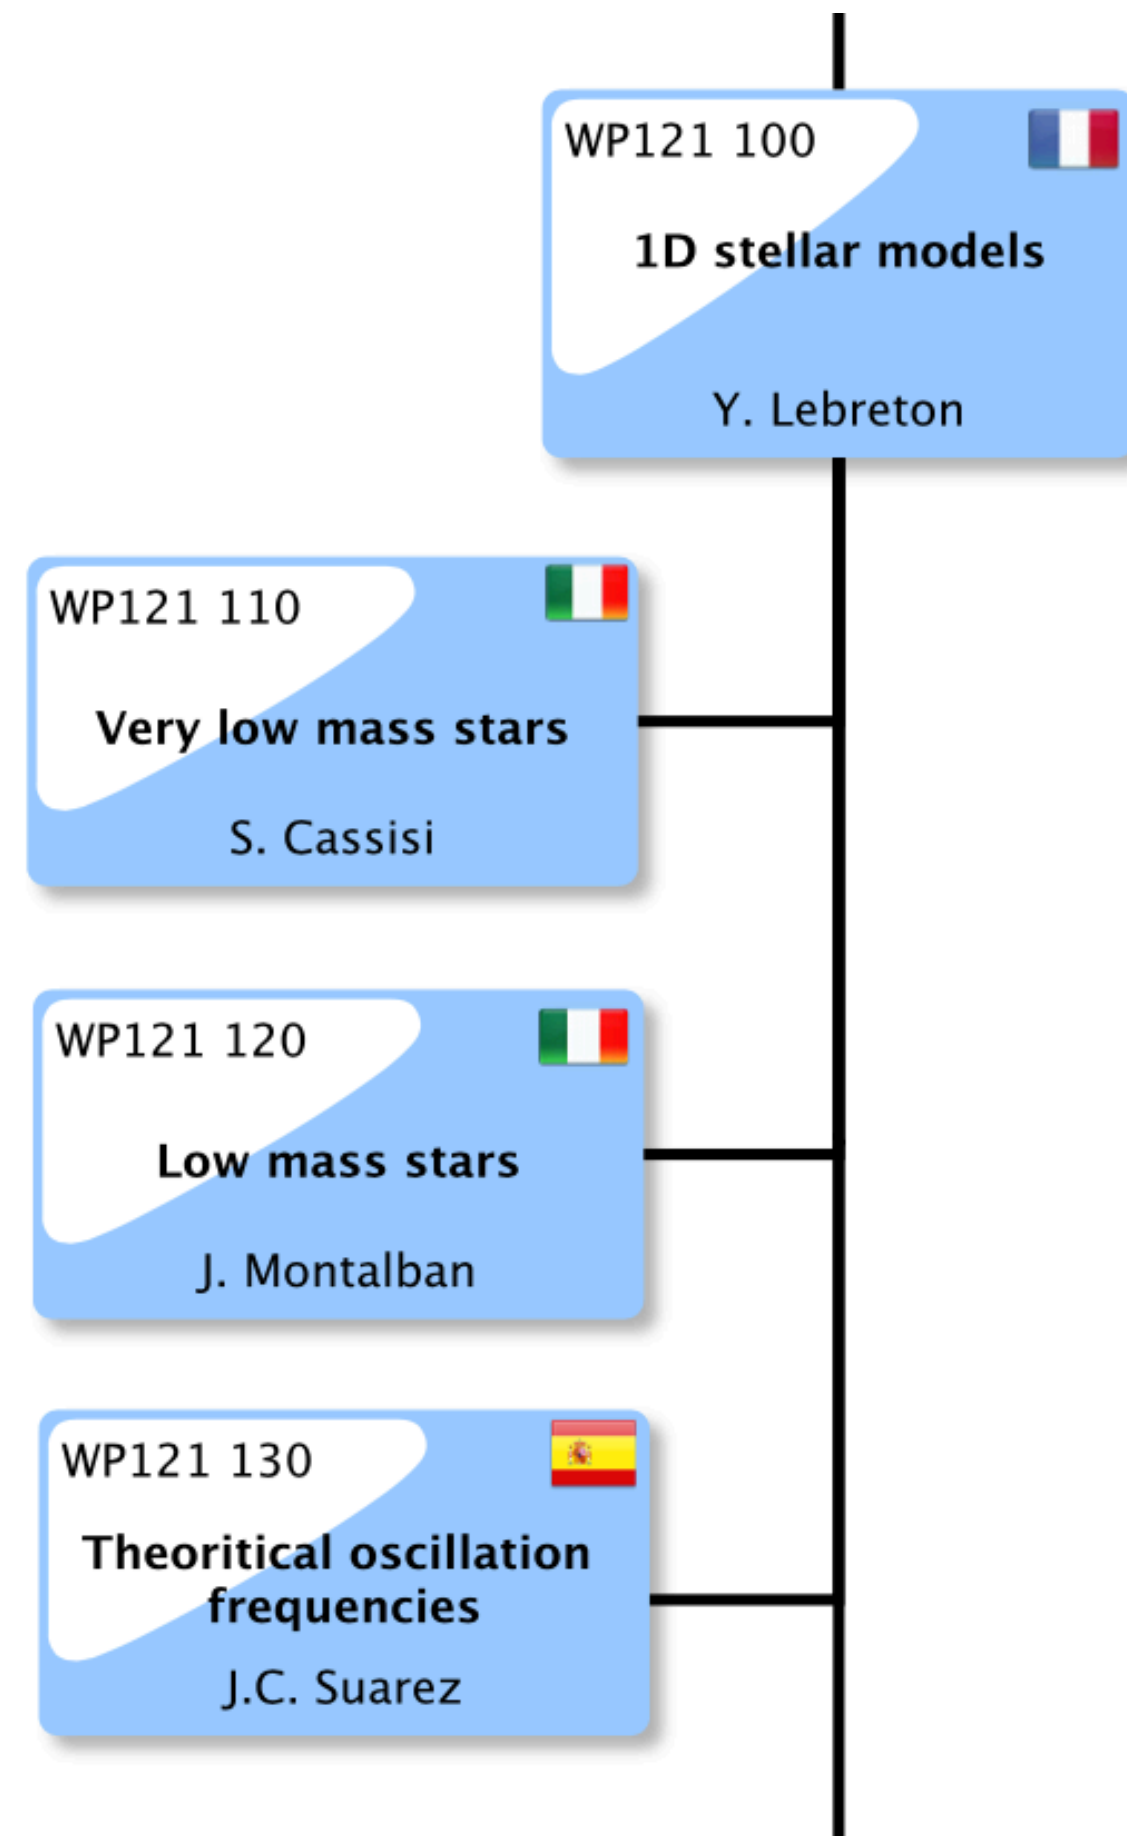 WP121 100
1D stellar models
Y. Lebreton
WP121 110
Very low mass stars
S. Cassisi
WP121 120
Low mass stars
J. Montalban
WP121 130
Theoritical oscillation
frequencies
J.C. Suarez